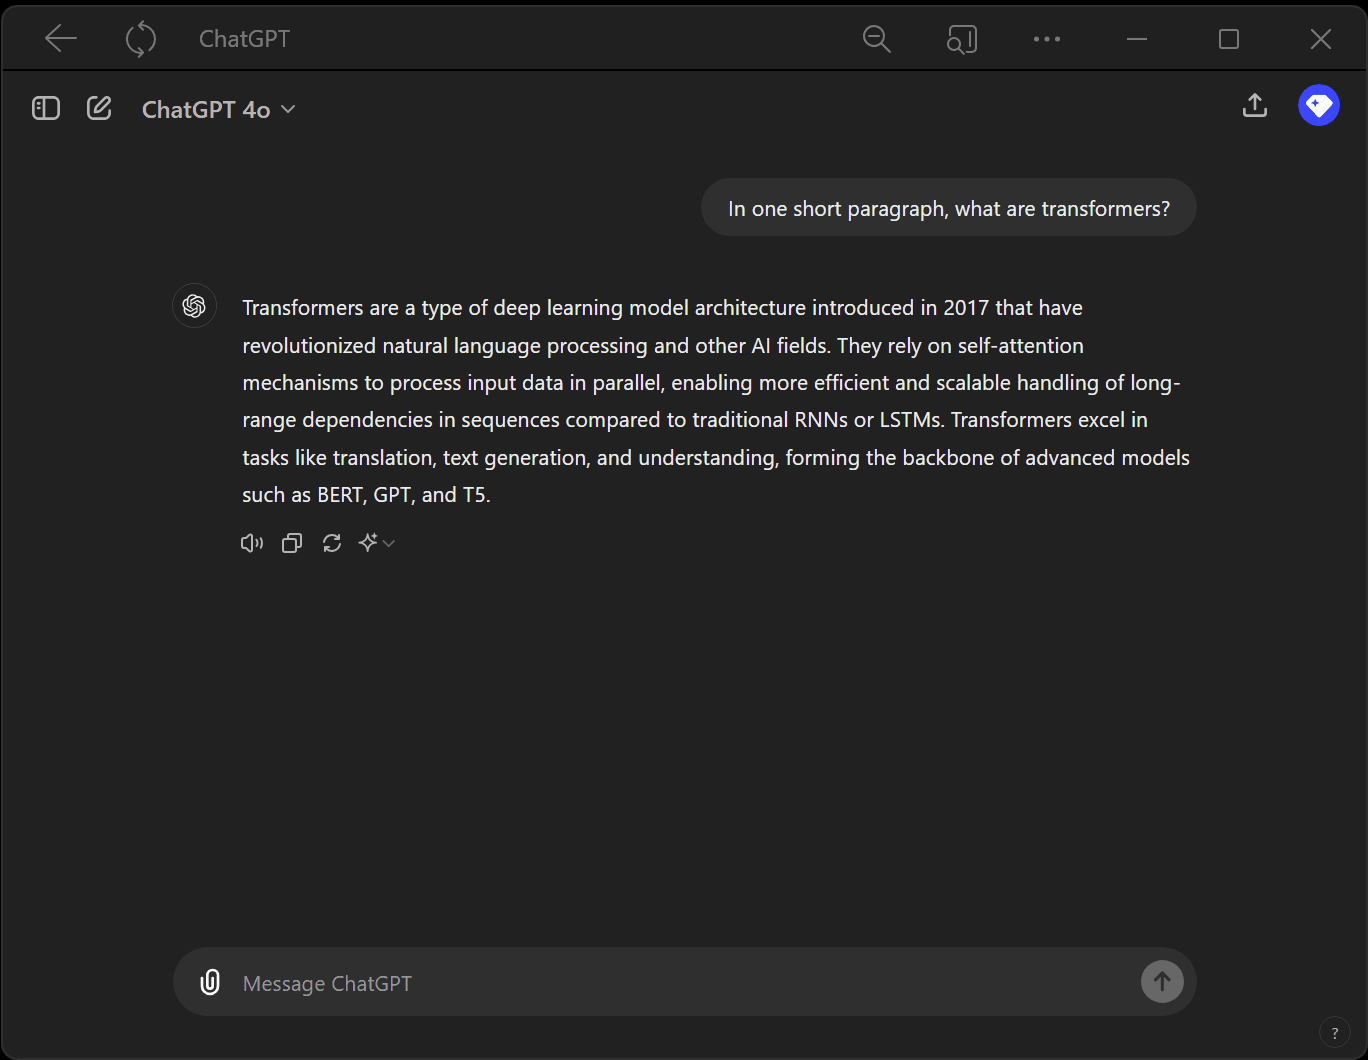 ChatGPT
ChatGPT 4o
In one short paragraph, what are transformers?
Transformers are a type of deep learning model architecture introduced in 2017 that have
revolutionized natural language processing and other AI fields. They rely on self-attention
mechanisms to process input data in parallel, enabling more efficient and scalable handling of long-
range dependencies in sequences compared to traditional RNNs or LSTMs. Transformers excel in
tasks like translation, text generation, and understanding, forming the backbone of advanced models
such as BERT, GPT, and T5.
Message ChatGPT
?